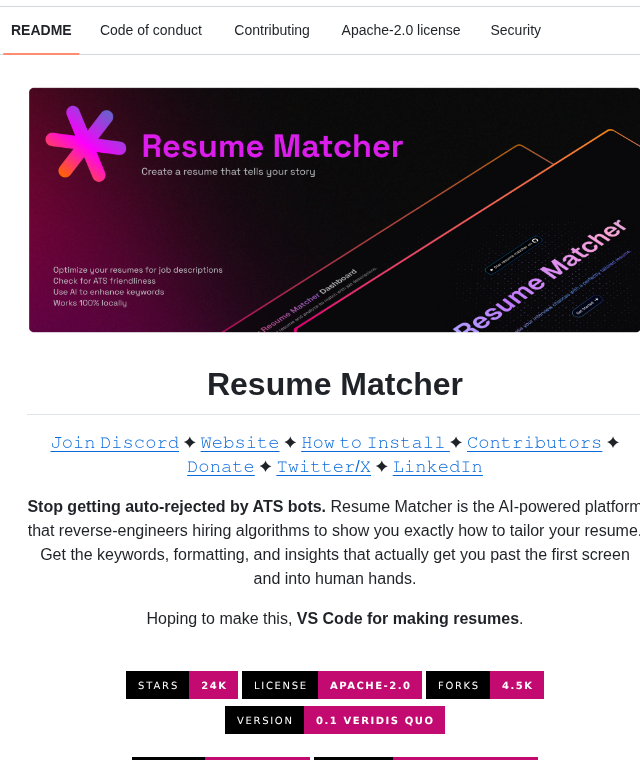 README Code of conduct Contributing Apache-2.0 license Security
Resume Matcher
Create a resume that tells your story
Optimize your resumes for job descriptions
Check for ATS friendliness
Use AI to enhance keywords
Works 100% locally
Resume Matcher Dashboard
Resume Matcher
Resume Matcher
Join Discord ✦ Website ✦ How to Install ✦ Contributors ✦
Donate ✦ Twitter/X ✦ LinkedIn
Stop getting auto-rejected by ATS bots. Resume Matcher is the AI-powered platform
that reverse-engineers hiring algorithms to show you exactly how to tailor your resume.
Get the keywords, formatting, and insights that actually get you past the first screen
and into human hands.
Hoping to make this, VS Code for making resumes.
STARS 24K LICENSE APACHE-2.0 FORKS 4.5K
VERSION 0.1 VERIDIS QUO